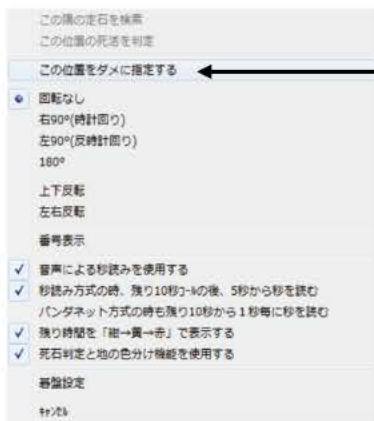 この隅の定石を検索
この位置の死活を判定
この位置をダメに指定する
回転なし
右90°(時計回り)
左90°(反時計回り)
180°
上下反転
左右反転
番号表示
音声による秒読みを使用する
秒読み方式の時、残り10秒ｺｰﾙの後、5秒から秒を読む
パンダネット方式の時も残り10秒から１秒毎に秒を読む
残り時間を「紺→黄→赤」で表示する
死石判定と地の色分け機能を使用する
碁盤設定
ｷｬﾝｾﾙ